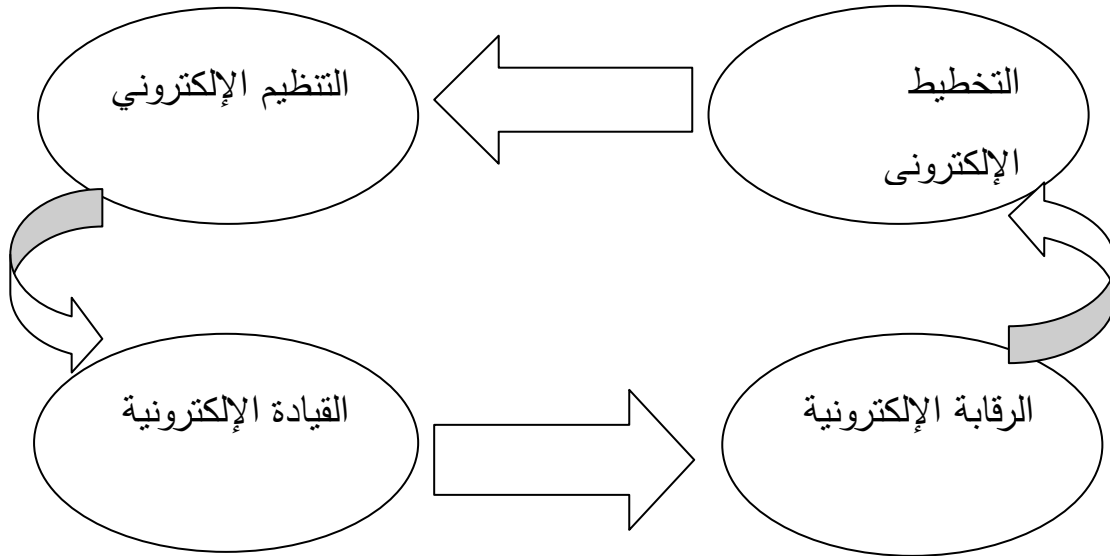 التخطيط
الإلكترونى
التنظيم الإلكتروني
القيادة الإلكترونية
الرقابة الإلكترونية